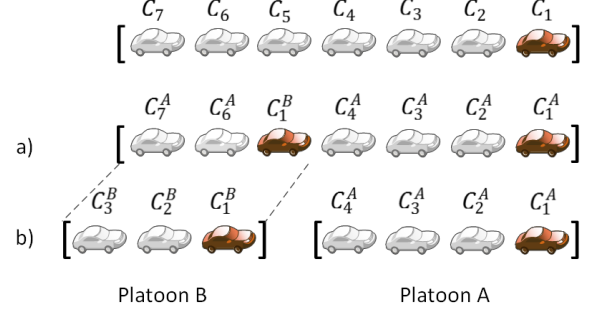 [ C₇ C₆ C₅ C₄ C₃ C₂ C₁ ]
a) [ C₇ᴬ C₆ᴬ C₁ᴮ C₄ᴬ C₃ᴬ C₂ᴬ C₁ᴬ ]
b) [ C₃ᴮ C₂ᴮ C₁ᴮ ] [ C₄ᴬ C₃ᴬ C₂ᴬ C₁ᴬ ]
Platoon B Platoon A